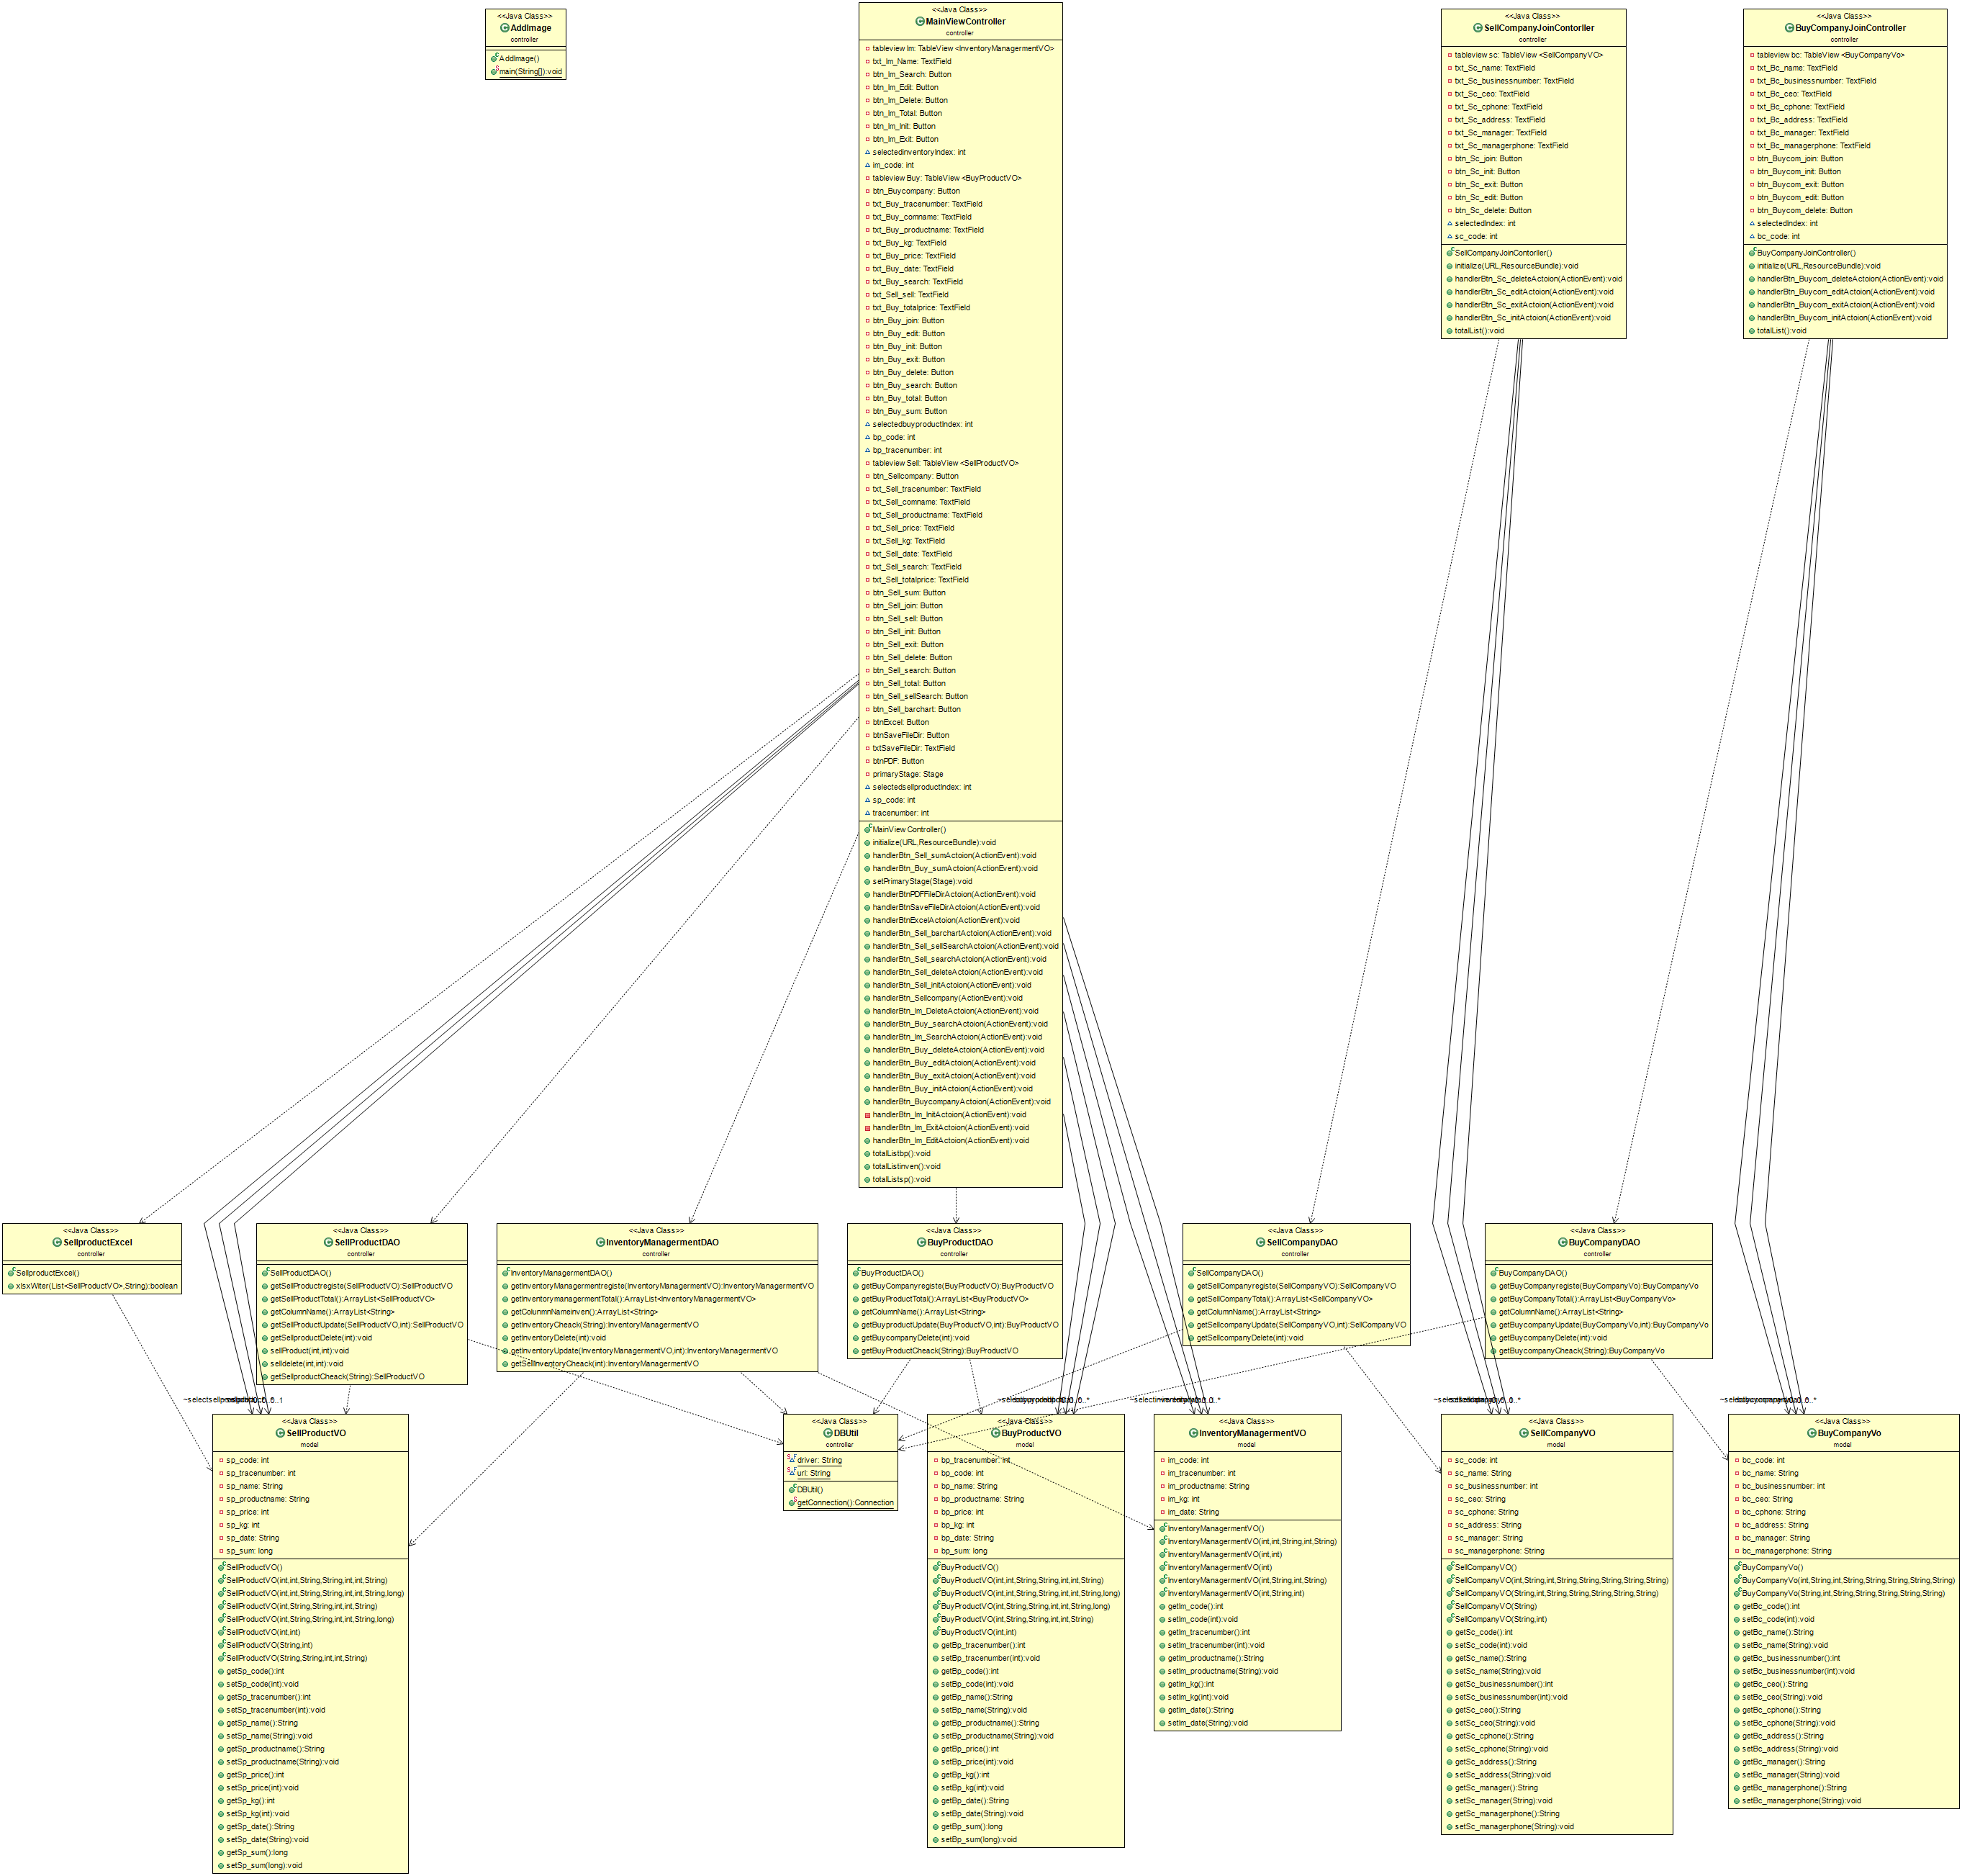 <<Java Class>>
AddImage
controller
AddImage()
main(String[]):void
<<Java Class>>
MainViewController
controller
tableview Im: TableView <InventoryManagermentVO>
txt_Im_Name: TextField
btn_Im_Search: Button
btn_Im_Edit: Button
btn_Im_Delete: Button
btn_Im_Total: Button
btn_Im_Init: Button
btn_Im_Exit: Button
selectedinventoryIndex: int
im_code: int
tableview Buy: TableView <BuyProductVO>
btn_Buycompany: Button
txt_Buy_tracenumber: TextField
txt_Buy_comname: TextField
txt_Buy_productname: TextField
txt_Buy_kg: TextField
txt_Buy_price: TextField
txt_Buy_date: TextField
txt_Buy_search: TextField
txt_Sell_sell: TextField
txt_Buy_totalprice: TextField
btn_Buy_join: Button
btn_Buy_edit: Button
btn_Buy_init: Button
btn_Buy_exit: Button
btn_Buy_delete: Button
btn_Buy_search: Button
btn_Buy_total: Button
btn_Buy_sum: Button
selectedbuyproductIndex: int
bp_code: int
bp_tracenumber: int
tableview Sell: TableView <SellProductVO>
btn_Sellcompany: Button
txt_Sell_tracenumber: TextField
txt_Sell_comname: TextField
txt_Sell_productname: TextField
txt_Sell_price: TextField
txt_Sell_kg: TextField
txt_Sell_date: TextField
txt_Sell_search: TextField
txt_Sell_totalprice: TextField
btn_Sell_sum: Button
btn_Sell_join: Button
btn_Sell_sell: Button
btn_Sell_init: Button
btn_Sell_exit: Button
btn_Sell_delete: Button
btn_Sell_search: Button
btn_Sell_total: Button
btn_Sell_sellSearch: Button
btn_Sell_barchart: Button
btnExcel: Button
btnSaveFileDir: Button
txtSaveFileDir: TextField
btnPDF: Button
primaryStage: Stage
selectedsellproductIndex: int
sp_code: int
tracenumber: int
MainViewController()
initialize(URL,ResourceBundle):void
handlerBtn_Sell_sumActoion(ActionEvent):void
handlerBtn_Buy_sumActoion(ActionEvent):void
setPrimaryStage(Stage):void
handlerBtnPDFFileDirActoion(ActionEvent):void
handlerBtnSaveFileDirActoion(ActionEvent):void
handlerBtnExcelActoion(ActionEvent):void
handlerBtn_Sell_barchartActoion(ActionEvent):void
handlerBtn_Sell_sellSearchActoion(ActionEvent):void
handlerBtn_Sell_searchActoion(ActionEvent):void
handlerBtn_Sell_deleteActoion(ActionEvent):void
handlerBtn_Sell_initActoion(ActionEvent):void
handlerBtn_Sellcompany(ActionEvent):void
handlerBtn_Im_DeleteActoion(ActionEvent):void
handlerBtn_Buy_searchActoion(ActionEvent):void
handlerBtn_Im_SearchActoion(ActionEvent):void
handlerBtn_Buy_deleteActoion(ActionEvent):void
handlerBtn_Buy_editActoion(ActionEvent):void
handlerBtn_Buy_exitActoion(ActionEvent):void
handlerBtn_Buy_initActoion(ActionEvent):void
handlerBtn_BuycompanyActoion(ActionEvent):void
handlerBtn_Im_InitActoion(ActionEvent):void
handlerBtn_Im_ExitActoion(ActionEvent):void
handlerBtn_Im_EditActoion(ActionEvent):void
totalListbp():void
totalListinven():void
totalListsp():void
<<Java Class>>
SellCompanyJoinContorller
controller
tableview sc: TableView <SellCompanyVO>
txt_Sc_name: TextField
txt_Sc_businessnumber: TextField
txt_Sc_ceo: TextField
txt_Sc_cphone: TextField
txt_Sc_address: TextField
txt_Sc_manager: TextField
txt_Sc_managerphone: TextField
btn_Sc_join: Button
btn_Sc_init: Button
btn_Sc_exit: Button
btn_Sc_edit: Button
btn_Sc_delete: Button
selectedIndex: int
sc_code: int
SellCompanyJoinContorller()
initialize(URL,ResourceBundle):void
handlerBtn_Sc_deleteActoion(ActionEvent):void
handlerBtn_Sc_editActoion(ActionEvent):void
handlerBtn_Sc_exitActoion(ActionEvent):void
handlerBtn_Sc_initActoion(ActionEvent):void
totalList():void
<<Java Class>>
BuyCompanyJoinController
controller
tableview bc: TableView <BuyCompanyVo>
txt_Bc_name: TextField
txt_Bc_businessnumber: TextField
txt_Bc_ceo: TextField
txt_Bc_cphone: TextField
txt_Bc_address: TextField
txt_Bc_manager: TextField
txt_Bc_managerphone: TextField
btn_Buycom_join: Button
btn_Buycom_init: Button
btn_Buycom_exit: Button
btn_Buycom_edit: Button
btn_Buycom_delete: Button
selectedIndex: int
bc_code: int
BuyCompanyJoinController()
initialize(URL,ResourceBundle):void
handlerBtn_Buycom_deleteActoion(ActionEvent):void
handlerBtn_Buycom_editActoion(ActionEvent):void
handlerBtn_Buycom_exitActoion(ActionEvent):void
handlerBtn_Buycom_initActoion(ActionEvent):void
totalList():void
<<Java Class>>
SellproductExcel
controller
SellproductExcel()
xlsxWiter(List<SellProductVO>,String):boolean
<<Java Class>>
SellProductDAO
controller
SellProductDAO()
getSellProductregiste(SellProductVO):SellProductVO
getSellProductTotal():ArrayList<SellProductVO>
getColumnName():ArrayList<String>
getSellProductUpdate(SellProductVO,int):SellProductVO
getSellproductDelete(int):void
sellProduct(int,int):void
selldelete(int,int):void
getSellproductCheack(String):SellProductVO
<<Java Class>>
InventoryManagermentDAO
controller
InventoryManagermentDAO()
getInventoryManagermentregiste(InventoryManagermentVO):InventoryManagermentVO
getInventorymanagermentTotal():ArrayList<InventoryManagermentVO>
getColunmnNameinven():ArrayList<String>
getInventoryCheack(String):InventoryManagermentVO
getInventoryDelete(int):void
getInventoryUpdate(InventoryManagermentVO,int):InventoryManagermentVO
getSellInventoryCheack(int):InventoryManagermentVO
<<Java Class>>
BuyProductDAO
controller
BuyProductDAO()
getBuyCompanyregiste(BuyProductVO):BuyProductVO
getBuyProductTotal():ArrayList<BuyProductVO>
getColumnName():ArrayList<String>
getBuyproductUpdate(BuyProductVO,int):BuyProductVO
getBuycompanyDelete(int):void
getBuyProductCheack(String):BuyProductVO
<<Java Class>>
SellCompanyDAO
controller
SellCompanyDAO()
getSellCompanyregiste(SellCompanyVO):SellCompanyVO
getSellCompanyTotal():ArrayList<SellCompanyVO>
getColumnName():ArrayList<String>
getSellcompanyUpdate(SellCompanyVO,int):SellCompanyVO
getSellcompanyDelete(int):void
<<Java Class>>
BuyCompanyDAO
controller
BuyCompanyDAO()
getBuyCompanyregiste(BuyCompanyVo):BuyCompanyVo
getBuyCompanyTotal():ArrayList<BuyCompanyVo>
getColumnName():ArrayList<String>
getBuycompanyUpdate(BuyCompanyVo,int):BuyCompanyVo
getBuycompanyDelete(int):void
getBuycompanyCheack(String):BuyCompanyVo
<<Java Class>>
SellProductVO
model
sp_code: int
sp_tracenumber: int
sp_name: String
sp_productname: String
sp_price: int
sp_kg: int
sp_date: String
sp_sum: long
SellProductVO()
SellProductVO(int,int,String,String,int,int,String)
SellProductVO(int,int,String,String,int,int,String,long)
SellProductVO(int,String,String,int,int,String)
SellProductVO(int,String,String,int,int,String,long)
SellProductVO(int,int)
SellProductVO(String,int)
SellProductVO(String,String,int,int,String)
getSp_code():int
setSp_code(int):void
getSp_tracenumber():int
setSp_tracenumber(int):void
getSp_name():String
setSp_name(String):void
getSp_productname():String
setSp_productname(String):void
getSp_price():int
setSp_price(int):void
getSp_kg():int
setSp_kg(int):void
getSp_date():String
setSp_date(String):void
getSp_sum():long
setSp_sum(long):void
<<Java Class>>
DBUtil
controller
driver: String
url: String
DBUtil()
getConnection():Connection
<<Java Class>>
BuyProductVO
model
bp_tracenumber: int
bp_code: int
bp_name: String
bp_productname: String
bp_price: int
bp_kg: int
bp_date: String
bp_sum: long
BuyProductVO()
BuyProductVO(int,int,String,String,int,int,String)
BuyProductVO(int,int,String,String,int,int,String,long)
BuyProductVO(int,String,String,int,int,String,long)
BuyProductVO(int,String,String,int,int,String)
BuyProductVO(int,int)
getBp_tracenumber():int
setBp_tracenumber(int):void
getBp_code():int
setBp_code(int):void
getBp_name():String
setBp_name(String):void
getBp_productname():String
setBp_productname(String):void
getBp_price():int
setBp_price(int):void
getBp_kg():int
setBp_kg(int):void
getBp_date():String
setBp_date(String):void
getBp_sum():long
setBp_sum(long):void
<<Java Class>>
InventoryManagermentVO
model
im_code: int
im_tracenumber: int
im_productname: String
im_kg: int
im_date: String
InventoryManagermentVO()
InventoryManagermentVO(int,int,String,int,String)
InventoryManagermentVO(int,int)
InventoryManagermentVO(int)
InventoryManagermentVO(int,String,int,String)
InventoryManagermentVO(int,String,int)
getIm_code():int
setIm_code(int):void
getIm_tracenumber():int
setIm_tracenumber(int):void
getIm_productname():String
setIm_productname(String):void
getIm_kg():int
setIm_kg(int):void
getIm_date():String
setIm_date(String):void
<<Java Class>>
SellCompanyVO
model
sc_code: int
sc_name: String
sc_businessnumber: int
sc_ceo: String
sc_cphone: String
sc_address: String
sc_manager: String
sc_managerphone: String
SellCompanyVO()
SellCompanyVO(int,String,int,String,String,String,String,String)
SellCompanyVO(String,int,String,String,String,String,String)
SellCompanyVO(String)
SellCompanyVO(String,int)
getSc_code():int
setSc_code(int):void
getSc_name():String
setSc_name(String):void
getSc_businessnumber():int
setSc_businessnumber(int):void
getSc_ceo():String
setSc_ceo(String):void
getSc_cphone():String
setSc_cphone(String):void
getSc_address():String
setSc_address(String):void
getSc_manager():String
setSc_manager(String):void
getSc_managerphone():String
setSc_managerphone(String):void
<<Java Class>>
BuyCompanyVo
model
bc_code: int
bc_name: String
bc_businessnumber: int
bc_ceo: String
bc_cphone: String
bc_address: String
bc_manager: String
bc_managerphone: String
BuyCompanyVo()
BuyCompanyVo(int,String,int,String,String,String,String,String)
BuyCompanyVo(String,int,String,String,String,String,String)
getBc_code():int
setBc_code(int):void
getBc_name():String
setBc_name(String):void
getBc_businessnumber():int
setBc_businessnumber(int):void
getBc_ceo():String
setBc_ceo(String):void
getBc_cphone():String
setBc_cphone(String):void
getBc_address():String
setBc_address(String):void
getBc_manager():String
setBc_manager(String):void
getBc_managerphone():String
setBc_managerphone(String):void